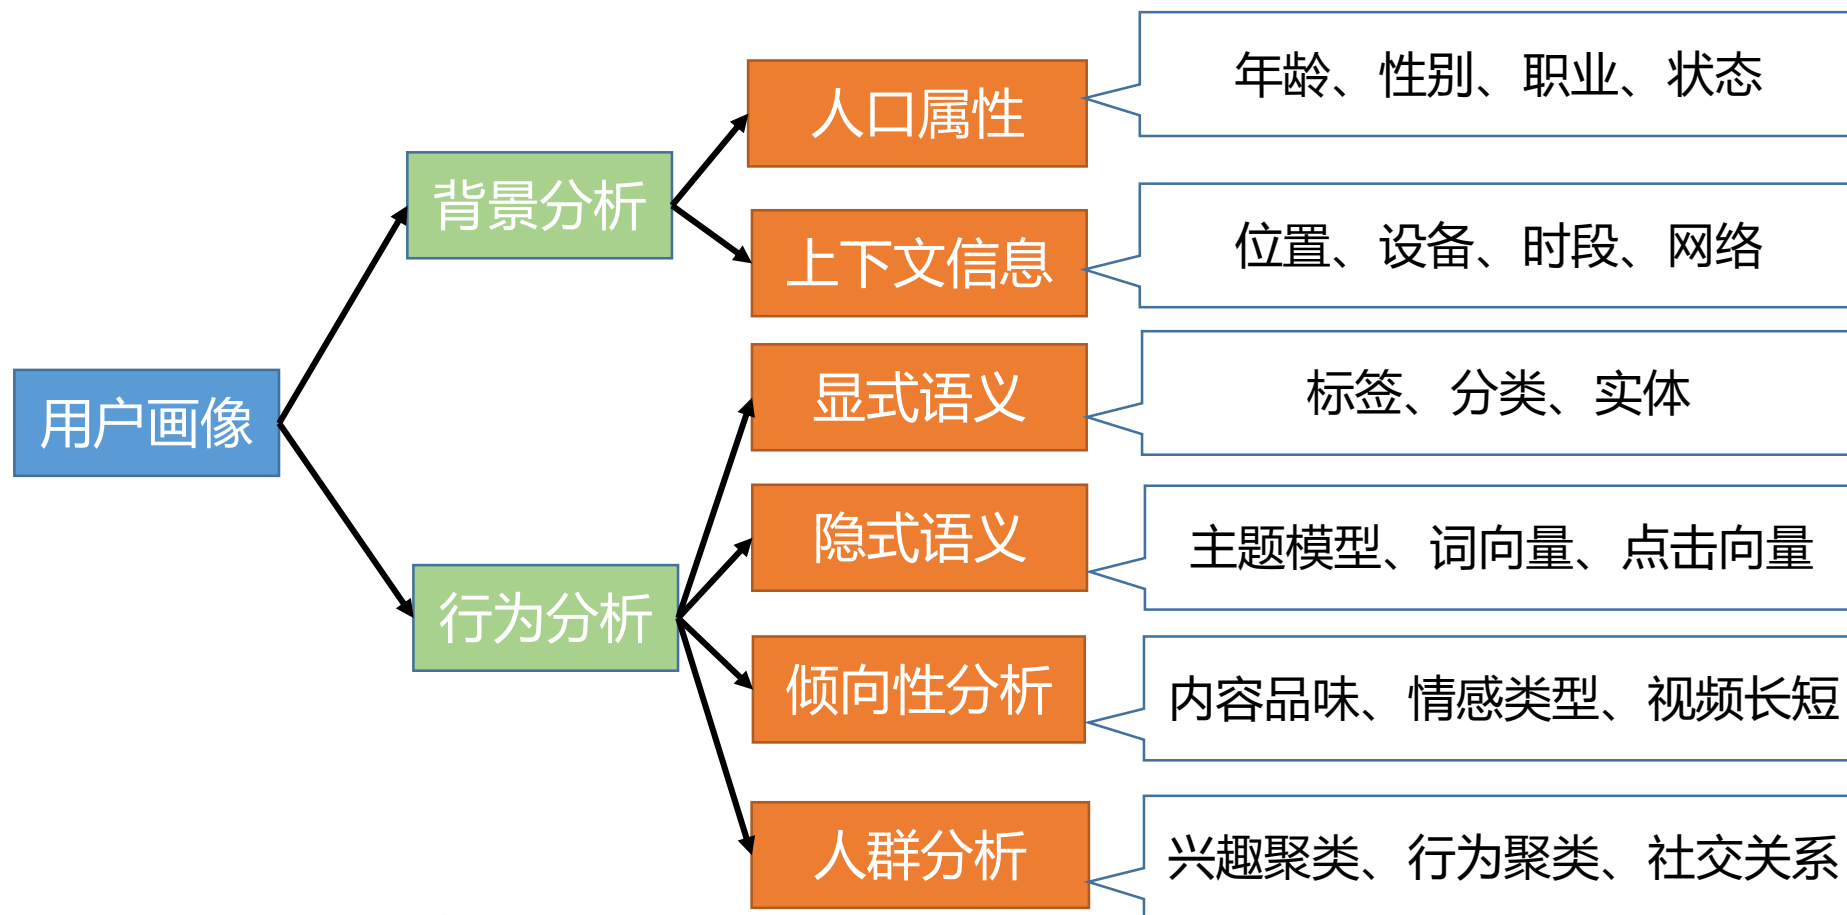 用户画像
背景分析
行为分析
人口属性
年龄、性别、职业、状态
上下文信息
位置、设备、时段、网络
显式语义
标签、分类、实体
隐式语义
主题模型、词向量、点击向量
倾向性分析
内容品味、情感类型、视频长短
人群分析
兴趣聚类、行为聚类、社交关系